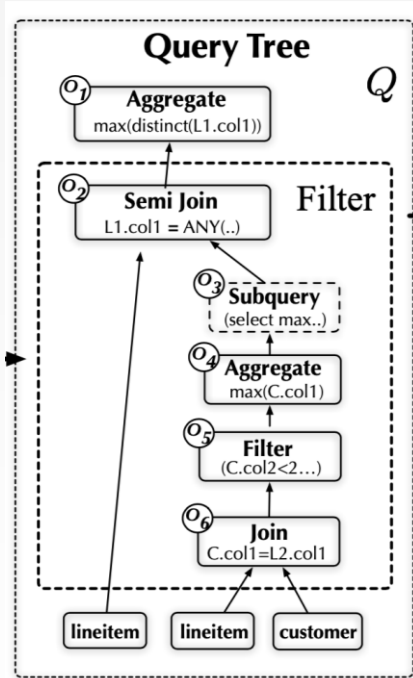 Query Tree
Q
O1
Aggregate
max(distinct(L1.col1))
O2
Semi Join
L1.col1 = ANY(..)
Filter
O3
Subquery
(select max..)
O4
Aggregate
max(C.col1)
O5
Filter
(C.col2<2...)
O6
Join
C.col1=L2.col1
lineitem
lineitem
customer